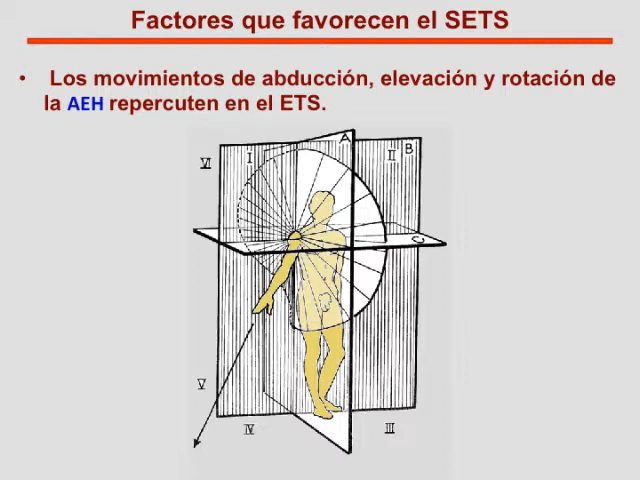 Factores que favorecen el SETS
• Los movimientos de abducción, elevación y rotación de
la AEH repercuten en el ETS.
A
VI I II B
C
V
IV III